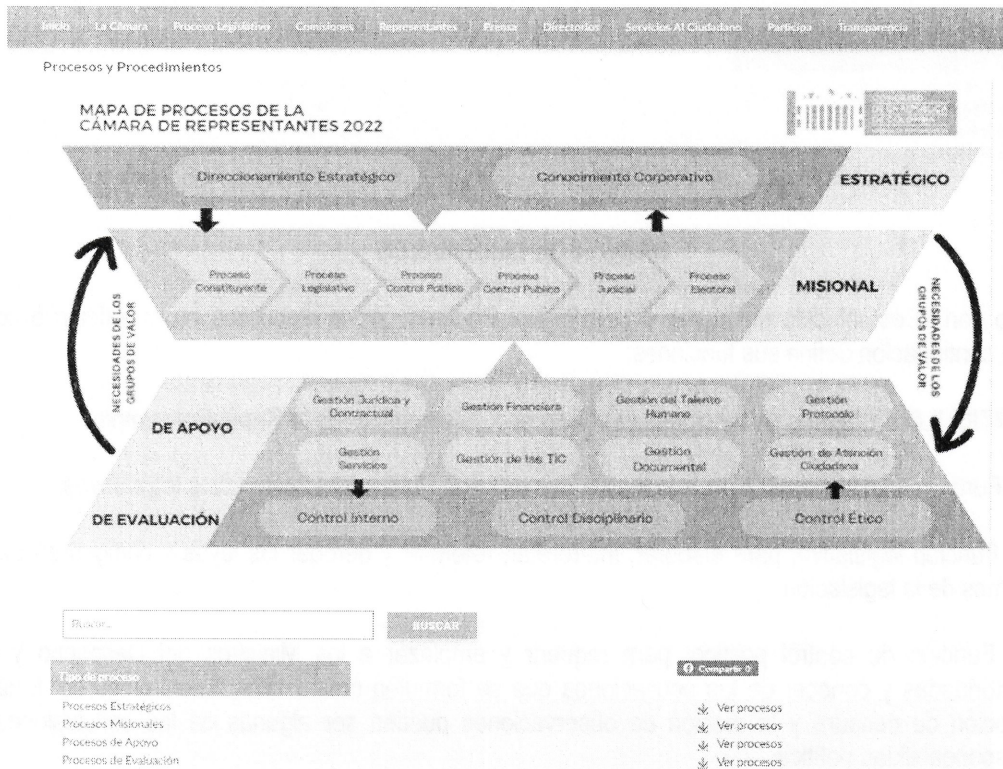 Inicio La Cámara Proceso Legislativo Comisiones Representantes Prensa Directorios Servicios Al Ciudadano Participa Transparencia
Procesos y Procedimientos
MAPA DE PROCESOS DE LA
CÁMARA DE REPRESENTANTES 2022
Direccionamiento Estratégico
Conocimiento Corporativo
ESTRATÉGICO
Proceso
Constituyente
Proceso
Legislativo
Proceso
Control Político
Proceso
Control Público
Proceso
Judicial
Proceso
Electoral
MISIONAL
NECESIDADES DE LOS
GRUPOS DE VALOR
NECESIDADES DE LOS
GRUPOS DE VALOR
DE APOYO
Gestión Jurídica y
Contractual
Gestión Financiera
Gestión del Talento
Humano
Gestión
Protocolo
Gestión
Servicios
Gestión de las TIC
Gestión
Documental
Gestión de Atención
Ciudadana
DE EVALUACIÓN
Control Interno
Control Disciplinario
Control Ético
Buscar...
BUSCAR
Tipo de proceso
Compartir 0
Procesos Estratégicos
Ver procesos
Procesos Misionales
Ver procesos
Procesos de Apoyo
Ver procesos
Procesos de Evaluación
Ver procesos